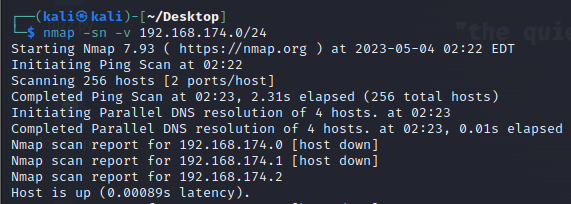 (kali㉿kali)-[~/Desktop]
$ nmap -sn -v 192.168.174.0/24
"the quie
Starting Nmap 7.93 ( https://nmap.org ) at 2023-05-04 02:22 EDT
Initiating Ping Scan at 02:22
Scanning 256 hosts [2 ports/host]
Completed Ping Scan at 02:23, 2.31s elapsed (256 total hosts)
Initiating Parallel DNS resolution of 4 hosts. at 02:23
Completed Parallel DNS resolution of 4 hosts. at 02:23, 0.01s elapsed
Nmap scan report for 192.168.174.0 [host down]
Nmap scan report for 192.168.174.1 [host down]
Nmap scan report for 192.168.174.2
Host is up (0.00089s latency).